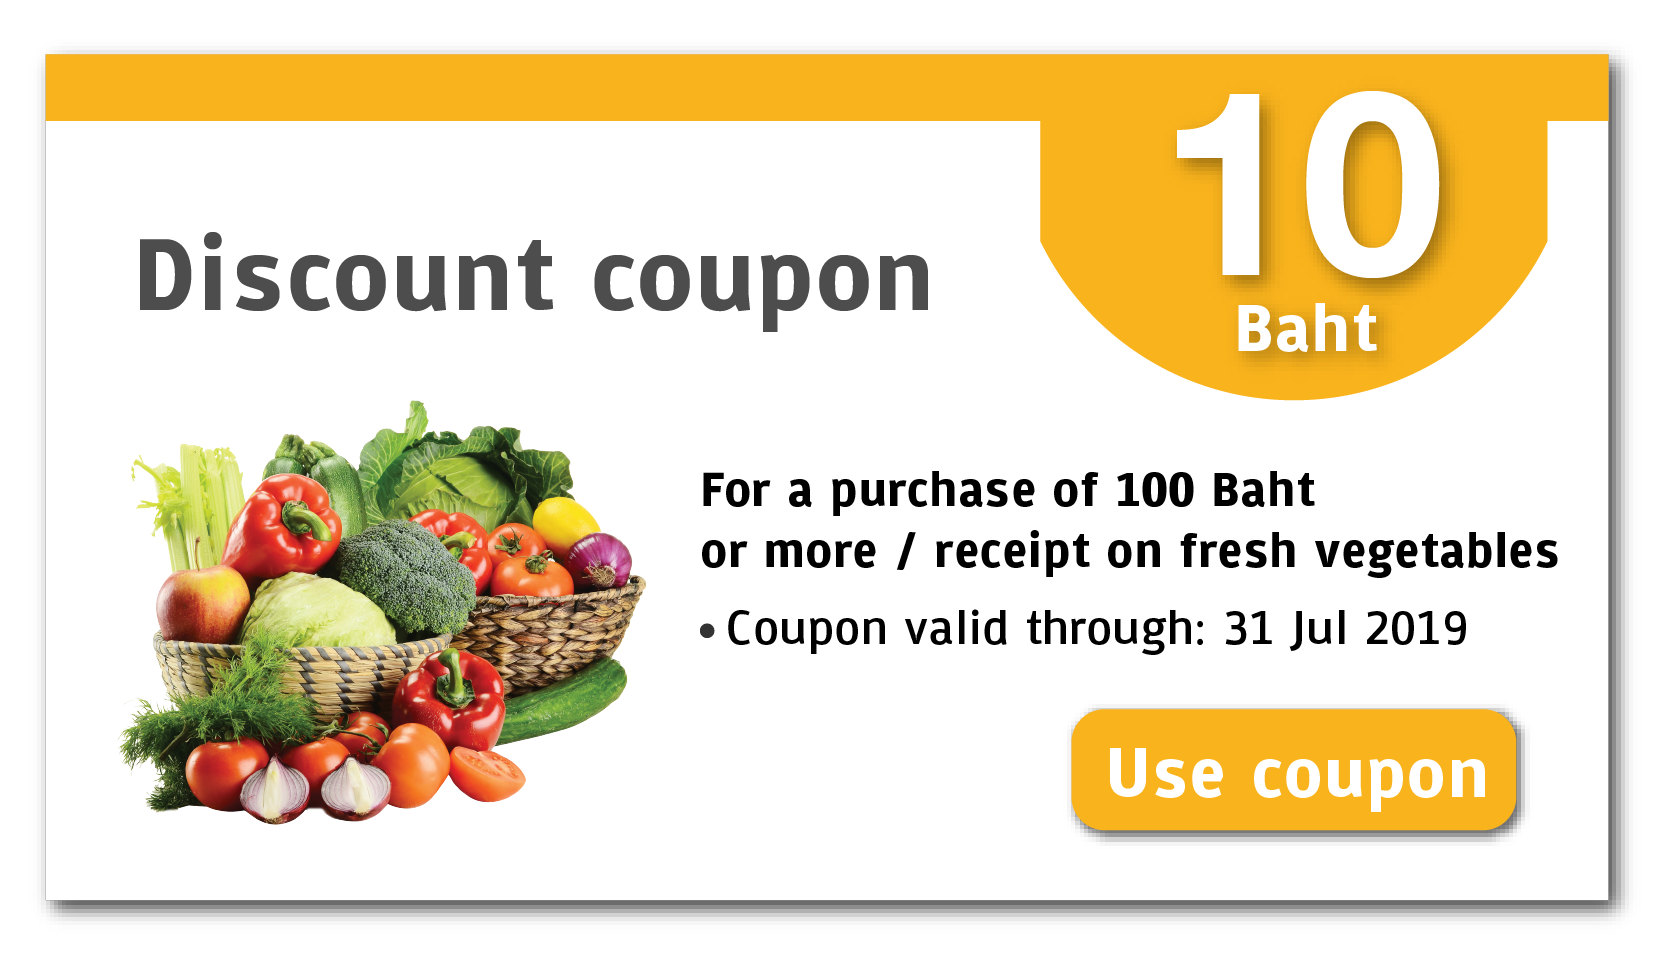 10
Baht
Discount coupon
For a purchase of 100 Baht
or more / receipt on fresh vegetables
• Coupon valid through: 31 Jul 2019
Use coupon